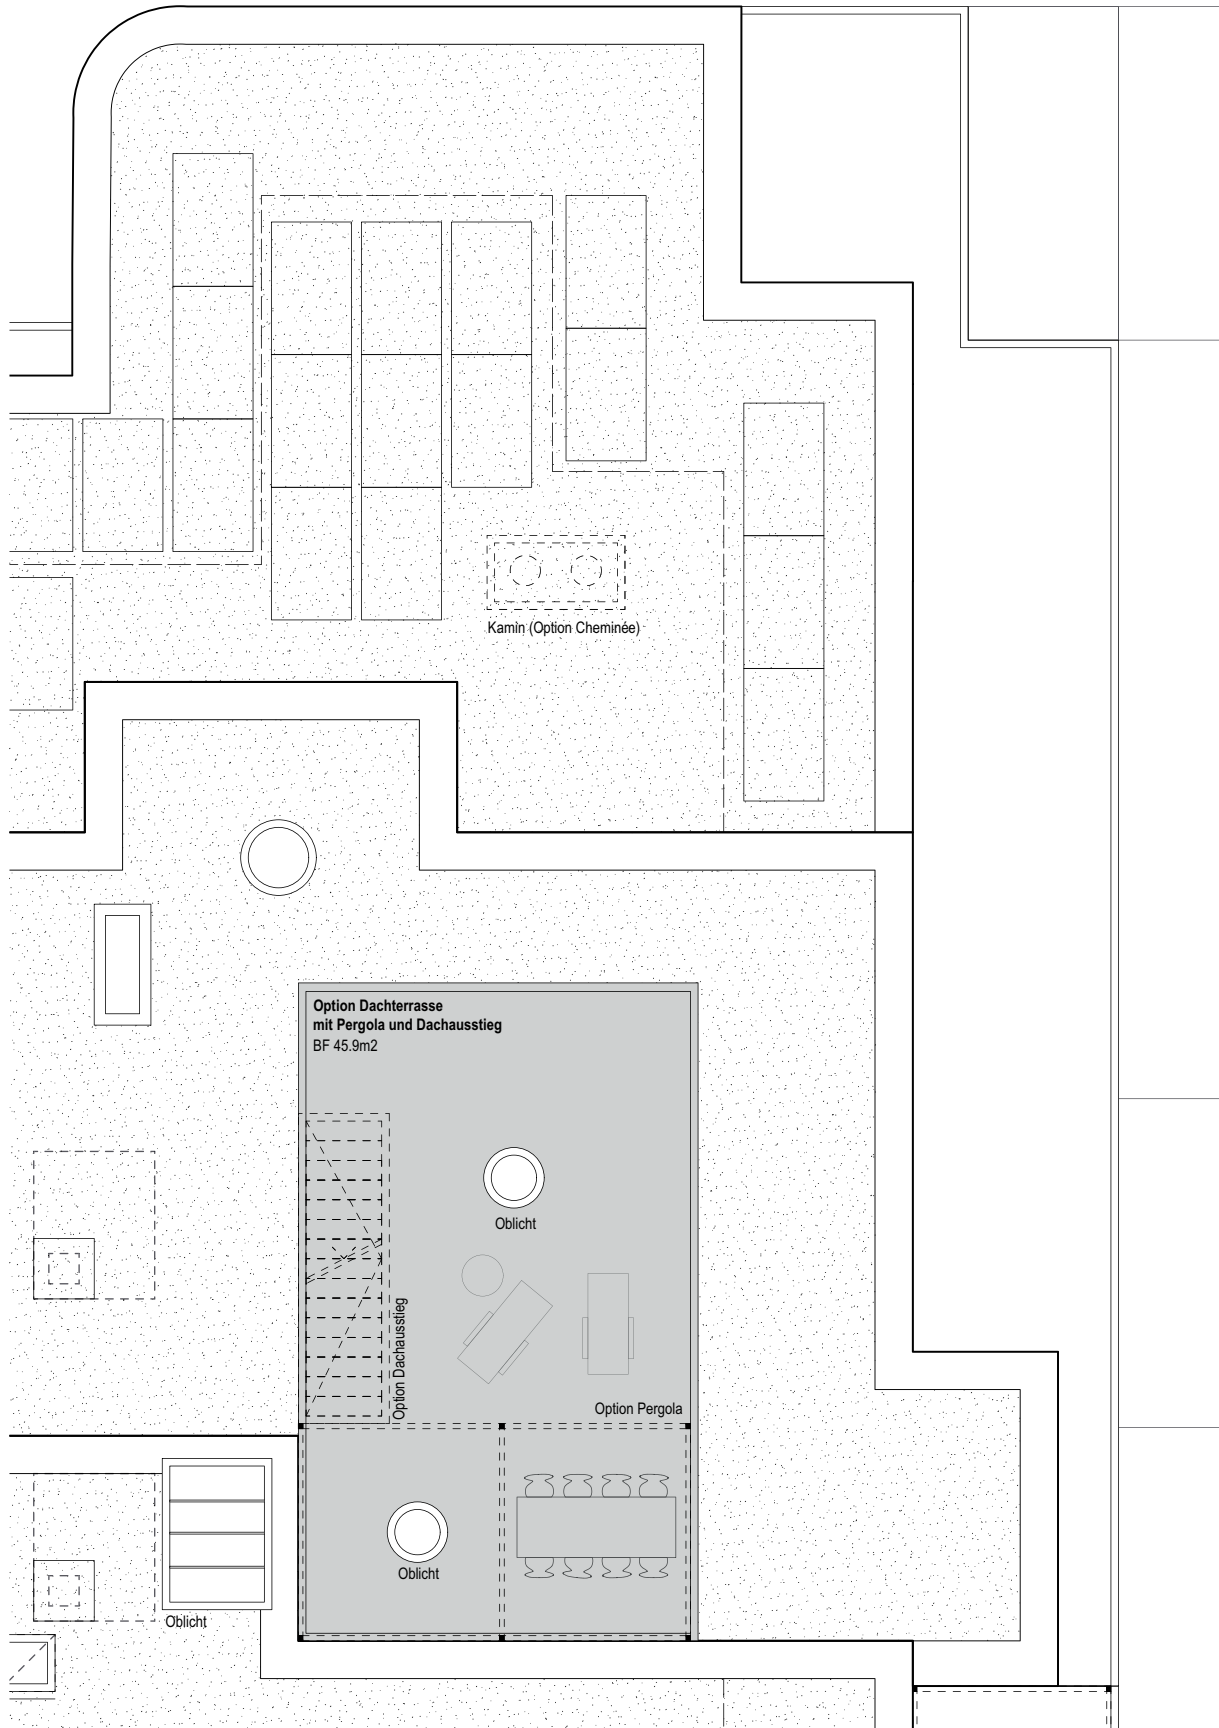 Kamin (Option Cheminée)
Option Dachterrasse
mit Pergola und Dachausstieg
BF 45.9m2
Oblicht
Option Dachausstieg
Option Pergola
Oblicht
Oblicht